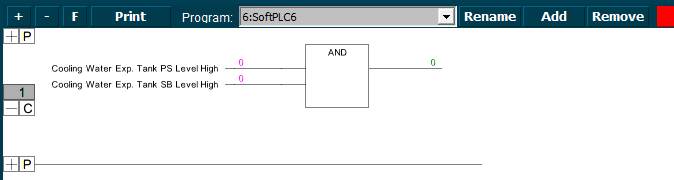 + - F Print Program: 6:SoftPLC6 Rename Add Remove
+ P
AND
Cooling Water Exp. Tank PS Level High 0 0
Cooling Water Exp. Tank SB Level High 0
1
- C
+ P